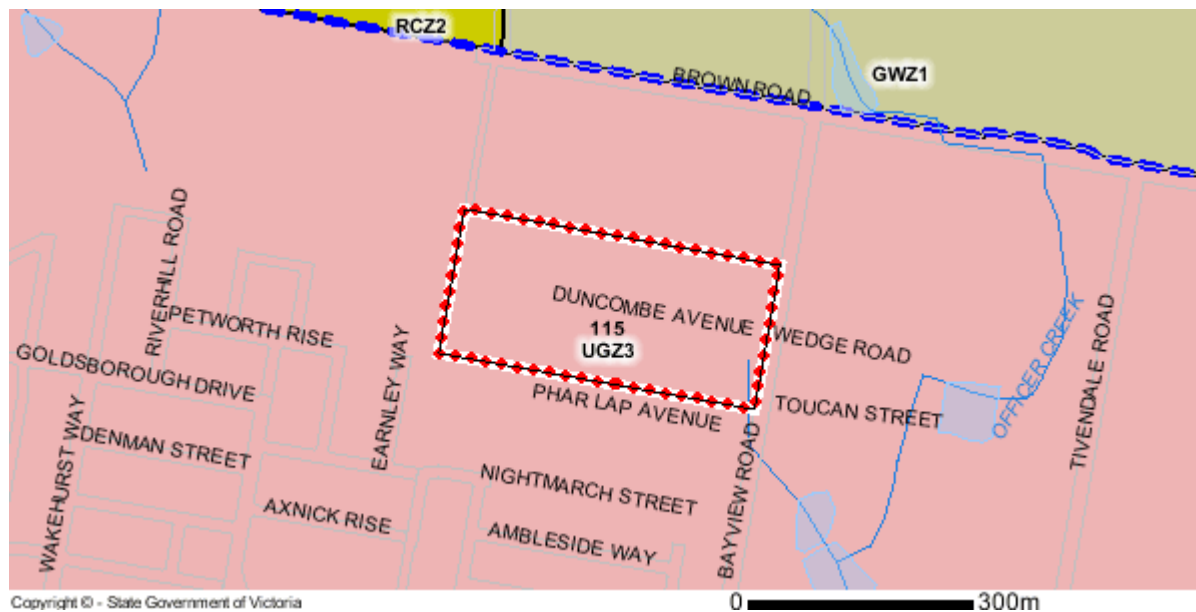 RCZ2
GWZ1
BROWN ROAD
RIVERHILL ROAD
DUNCOMBE AVENUE
WEDGE ROAD
115
UGZ3
PETWORTH RISE
GOLDSBOROUGH DRIVE
EARNLEY WAY
PHAR LAP AVENUE
TOUCAN STREET
OFFICER CREEK
TIVENDALE ROAD
WAKEHURST WAY
DENMAN STREET
NIGHTMARCH STREET
BAYVIEW ROAD
AXNICK RISE
AMBLESIDE WAY
Copyright © - State Government of Victoria
0 300m